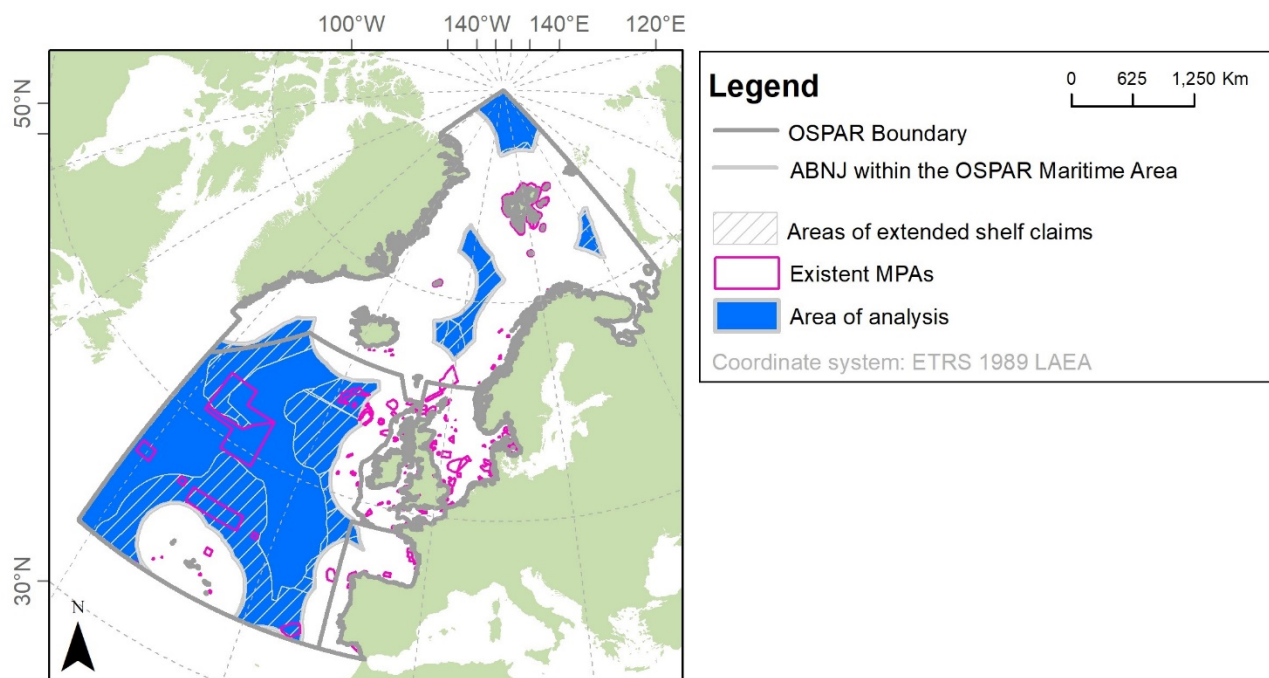 100°W 140°W 140°E 120°E
50°N
30°N
N
Legend
0 625 1,250 Km
OSPAR Boundary
ABNJ within the OSPAR Maritime Area
Areas of extended shelf claims
Existent MPAs
Area of analysis
Coordinate system: ETRS 1989 LAEA